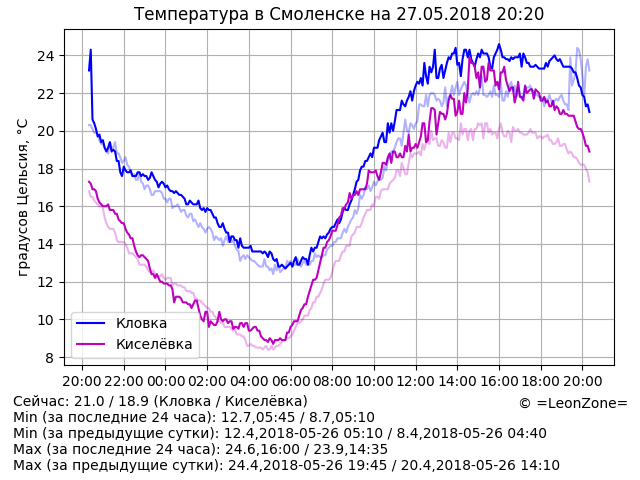 Температура в Смоленске на 27.05.2018 20:20
градусов Цельсия, °C
24
22
20
18
16
14
12
10
8
Кловка
Киселёвка
20:00 22:00 00:00 02:00 04:00 06:00 08:00 10:00 12:00 14:00 16:00 18:00 20:00
Сейчас: 21.0 / 18.9 (Кловка / Киселёвка)
© =LeonZone=
Min (за последние 24 часа): 12.7,05:45 / 8.7,05:10
Min (за предыдущие сутки): 12.4,2018-05-26 05:10 / 8.4,2018-05-26 04:40
Max (за последние 24 часа): 24.6,16:00 / 23.9,14:35
Max (за предыдущие сутки): 24.4,2018-05-26 19:45 / 20.4,2018-05-26 14:10